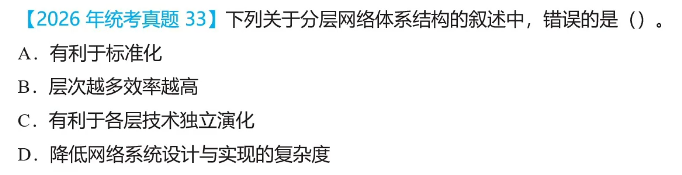 【2026 年统考真题 33】下列关于分层网络体系结构的叙述中，错误的是（）。
A．有利于标准化
B．层次越多效率越高
C．有利于各层技术独立演化
D．降低网络系统设计与实现的复杂度